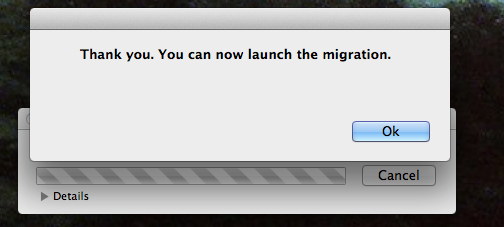 Thank you. You can now launch the migration.
Ok
Cancel
Details